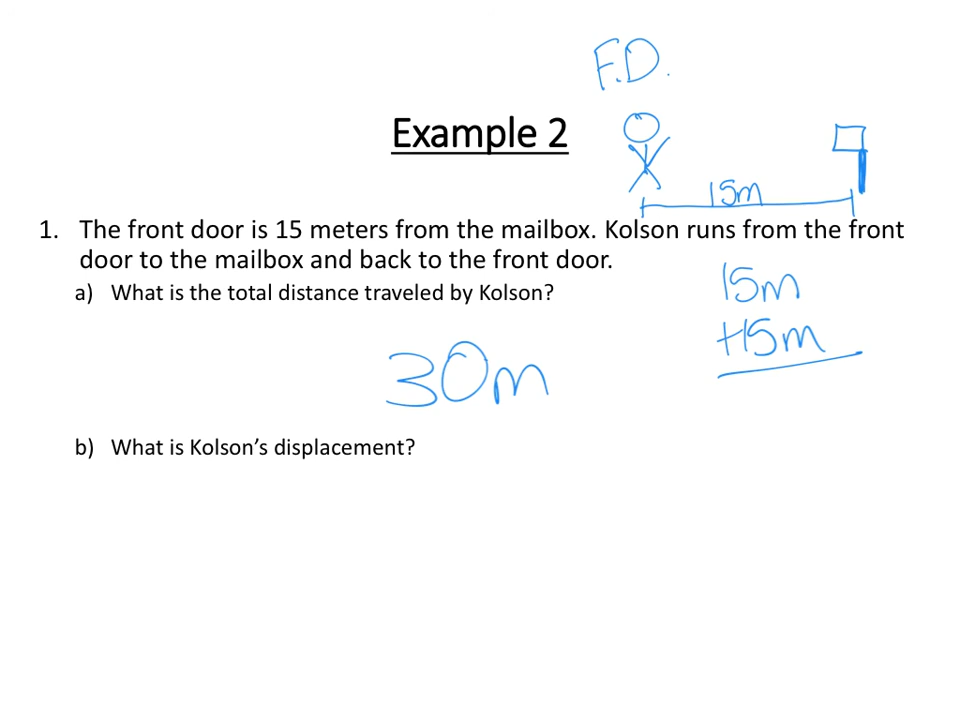 F.D.
Example 2
15m
1. The front door is 15 meters from the mailbox. Kolson runs from the front
door to the mailbox and back to the front door.
a) What is the total distance traveled by Kolson?
15m
+15m
30m
b) What is Kolson's displacement?